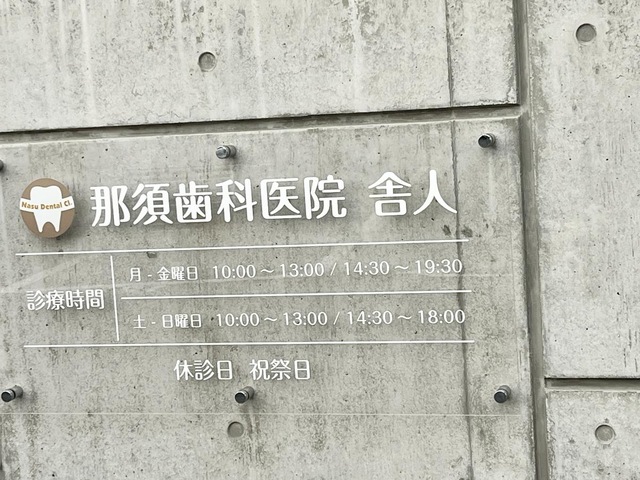 Nasu Dental Cl
那須歯科医院 舎人
診療時間
月-金曜日 10:00～13:00 / 14:30～19:30
土-日曜日 10:00～13:00 / 14:30～18:00
休診日 祝祭日